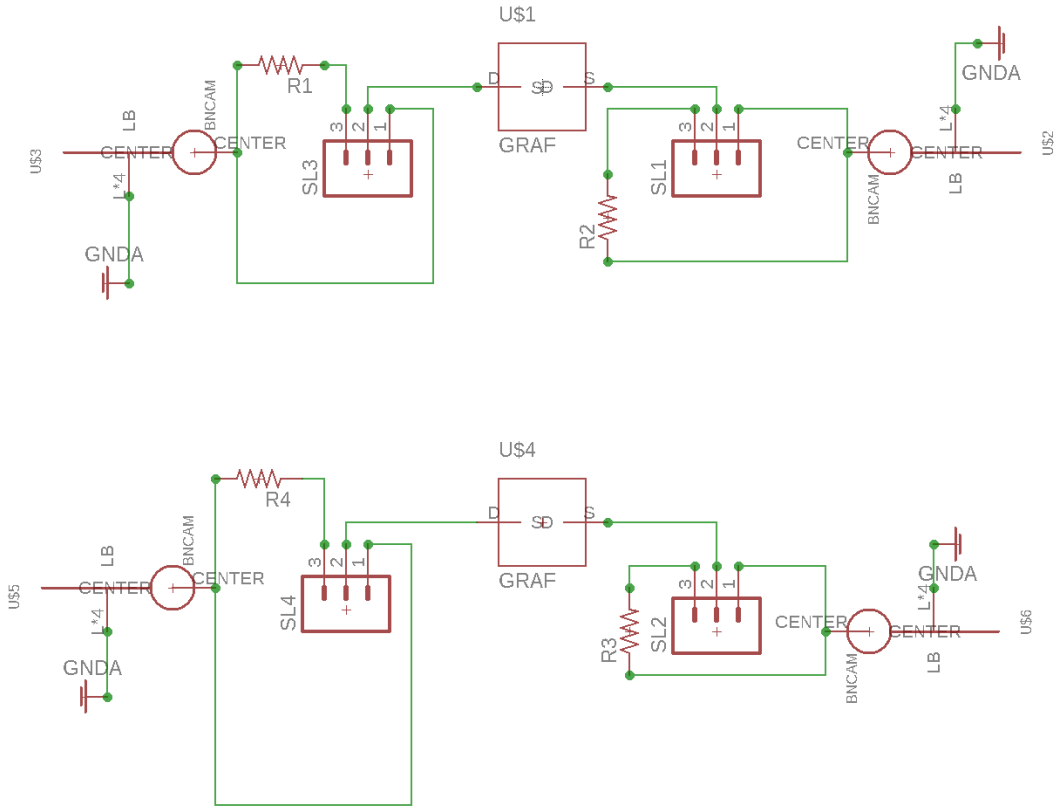 U$1
R1
BNCAM
GNDA
D
SD
S
LB
CENTER
CENTER
3
2
1
GRAF
3
2
1
CENTER
CENTER
L*4
U$3
L*4
SL3
SL1
U$2
LB
BNCAM
R2
GNDA
U$4
R4
BNCAM
D
SD
S
LB
CENTER
CENTER
3
2
1
GRAF
3
2
1
GNDA
U$5
L*4
SL4
R3
SL2
CENTER
CENTER
L*4
U$6
GNDA
BNCAM
LB